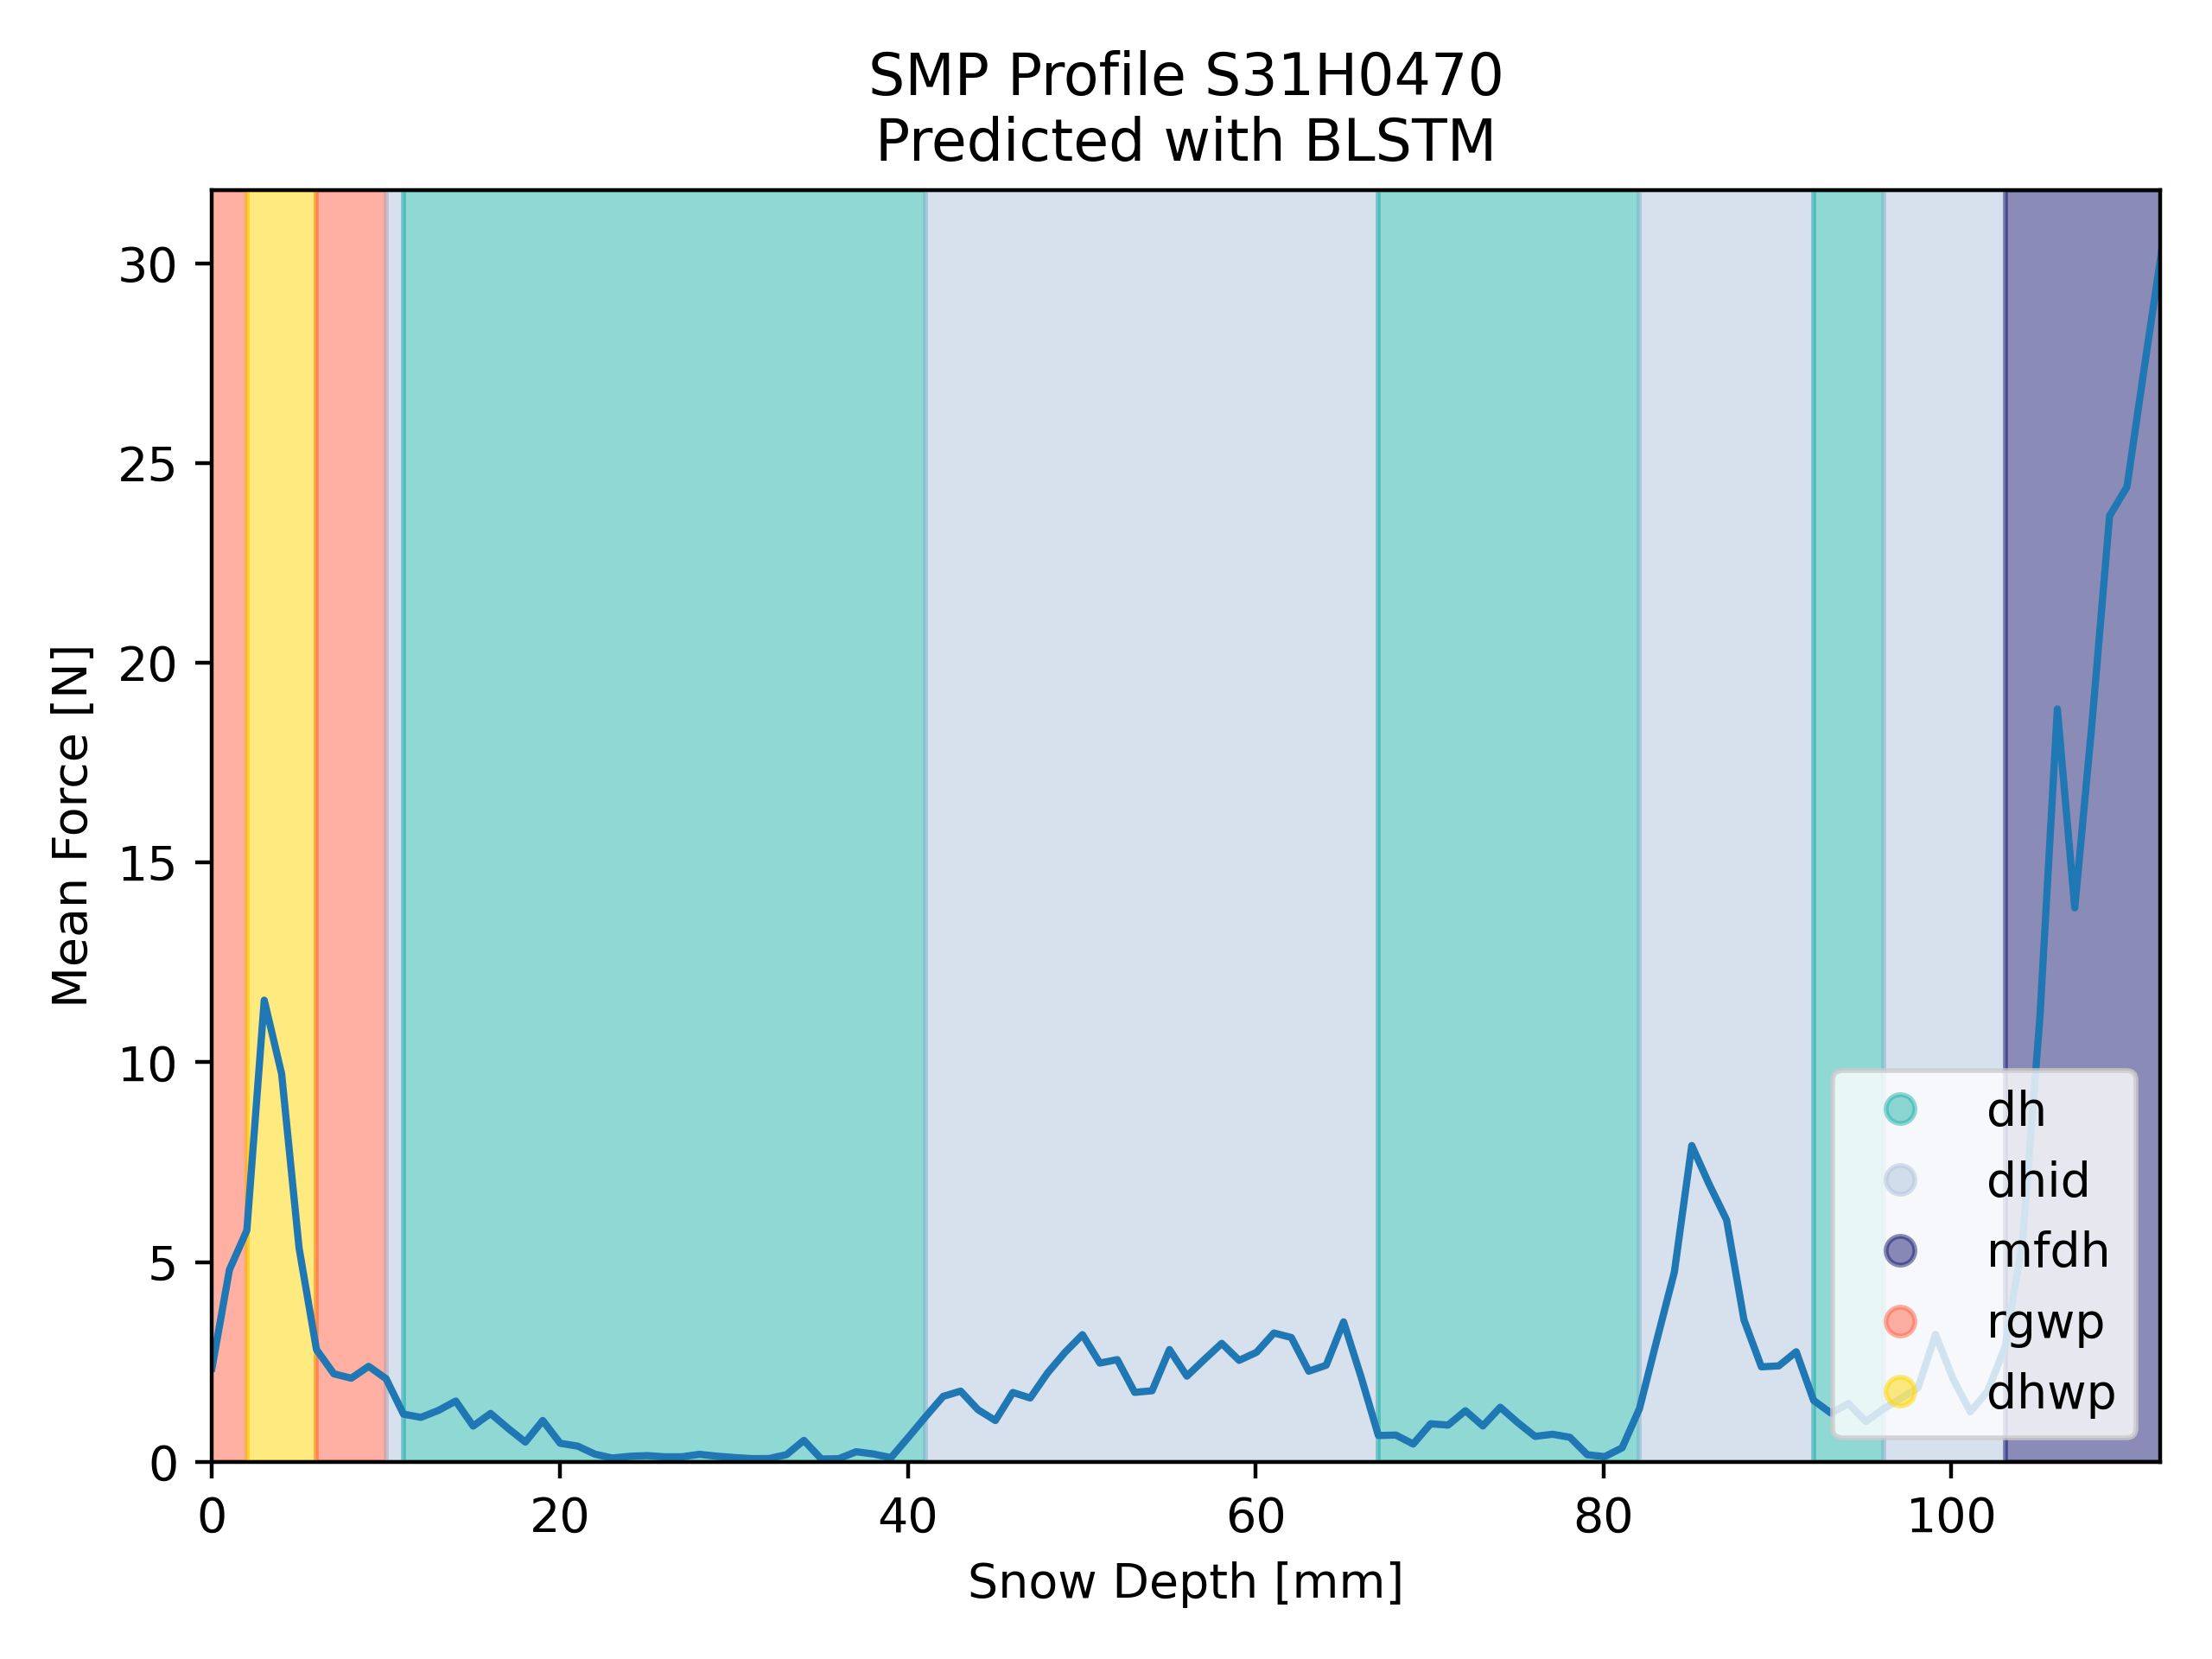 SMP Profile S31H0470
Predicted with BLSTM
Mean Force [N]
30
25
20
15
10
5
0
dh
dhid
mfdh
rgwp
dhwp
0 20 40 60 80 100
Snow Depth [mm]